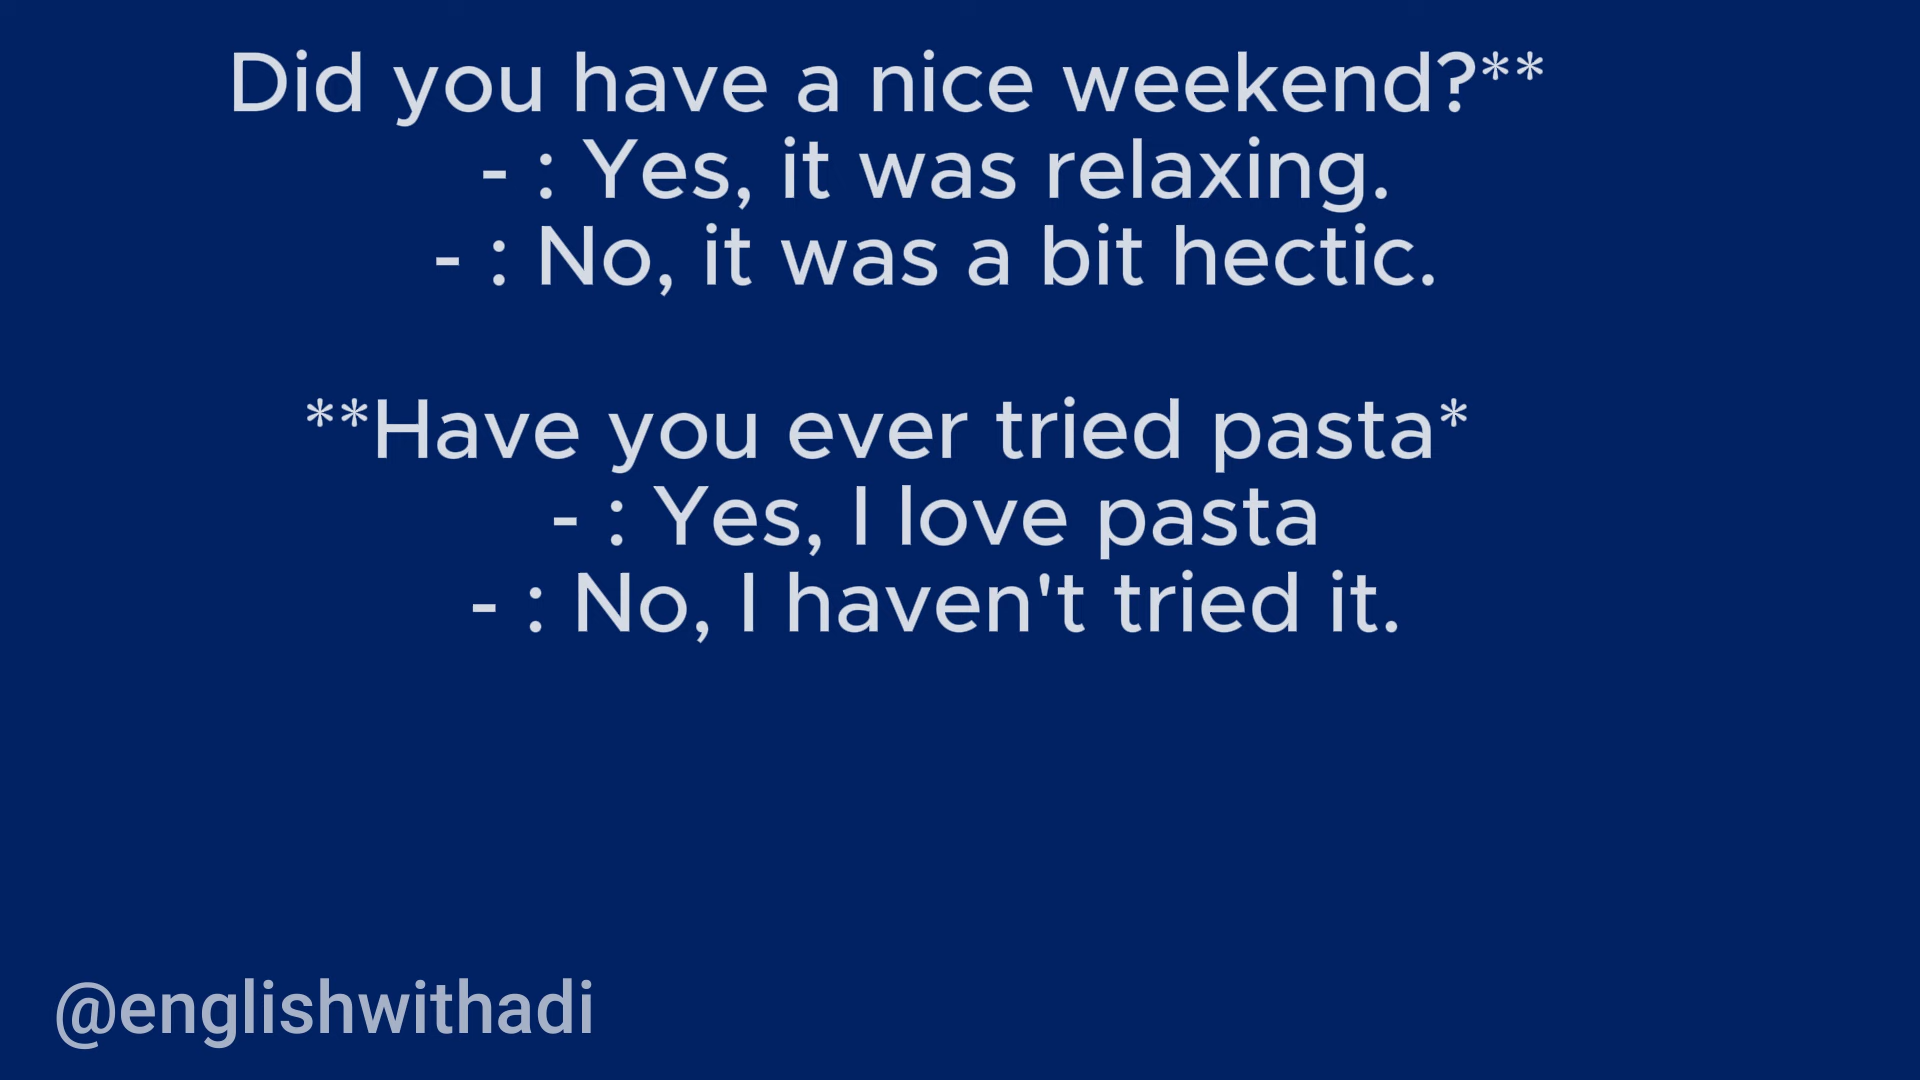 Did you have a nice weekend?**
- : Yes, it was relaxing.
- : No, it was a bit hectic.
**Have you ever tried pasta*
- : Yes, I love pasta
- : No, I haven't tried it.
@englishwithadi